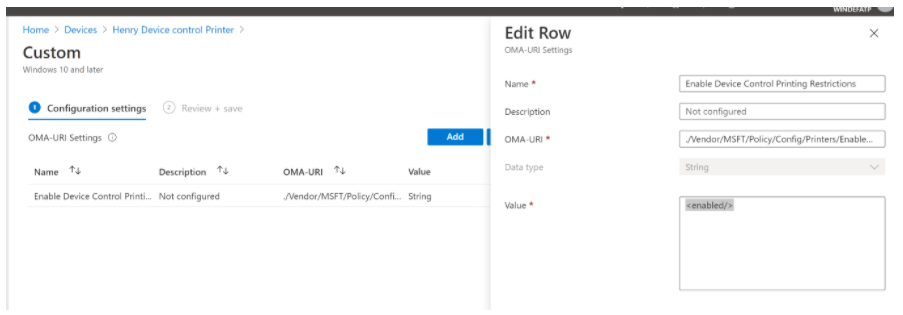 WINDEFATP
Home > Devices > Henry Device control Printer >
Custom
Windows 10 and later
1 Configuration settings 2 Review + save
OMA-URI Settings
Add
Name ↑↓ Description ↑↓ OMA-URI ↑↓ Value
Enable Device Control Printi... Not configured ./Vendor/MSFT/Policy/Confi... String
Edit Row
OMA-URI Settings
Name * Enable Device Control Printing Restrictions
Description Not configured
OMA-URI * ./Vendor/MSFT/Policy/Config/Printers/Enable...
Data type String
Value * <enabled/>